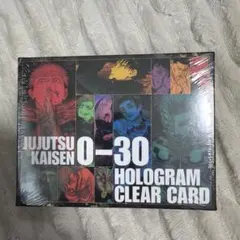 JUJUTSU
KAISEN 0-30
HOLOGRAM
CLEAR CARD